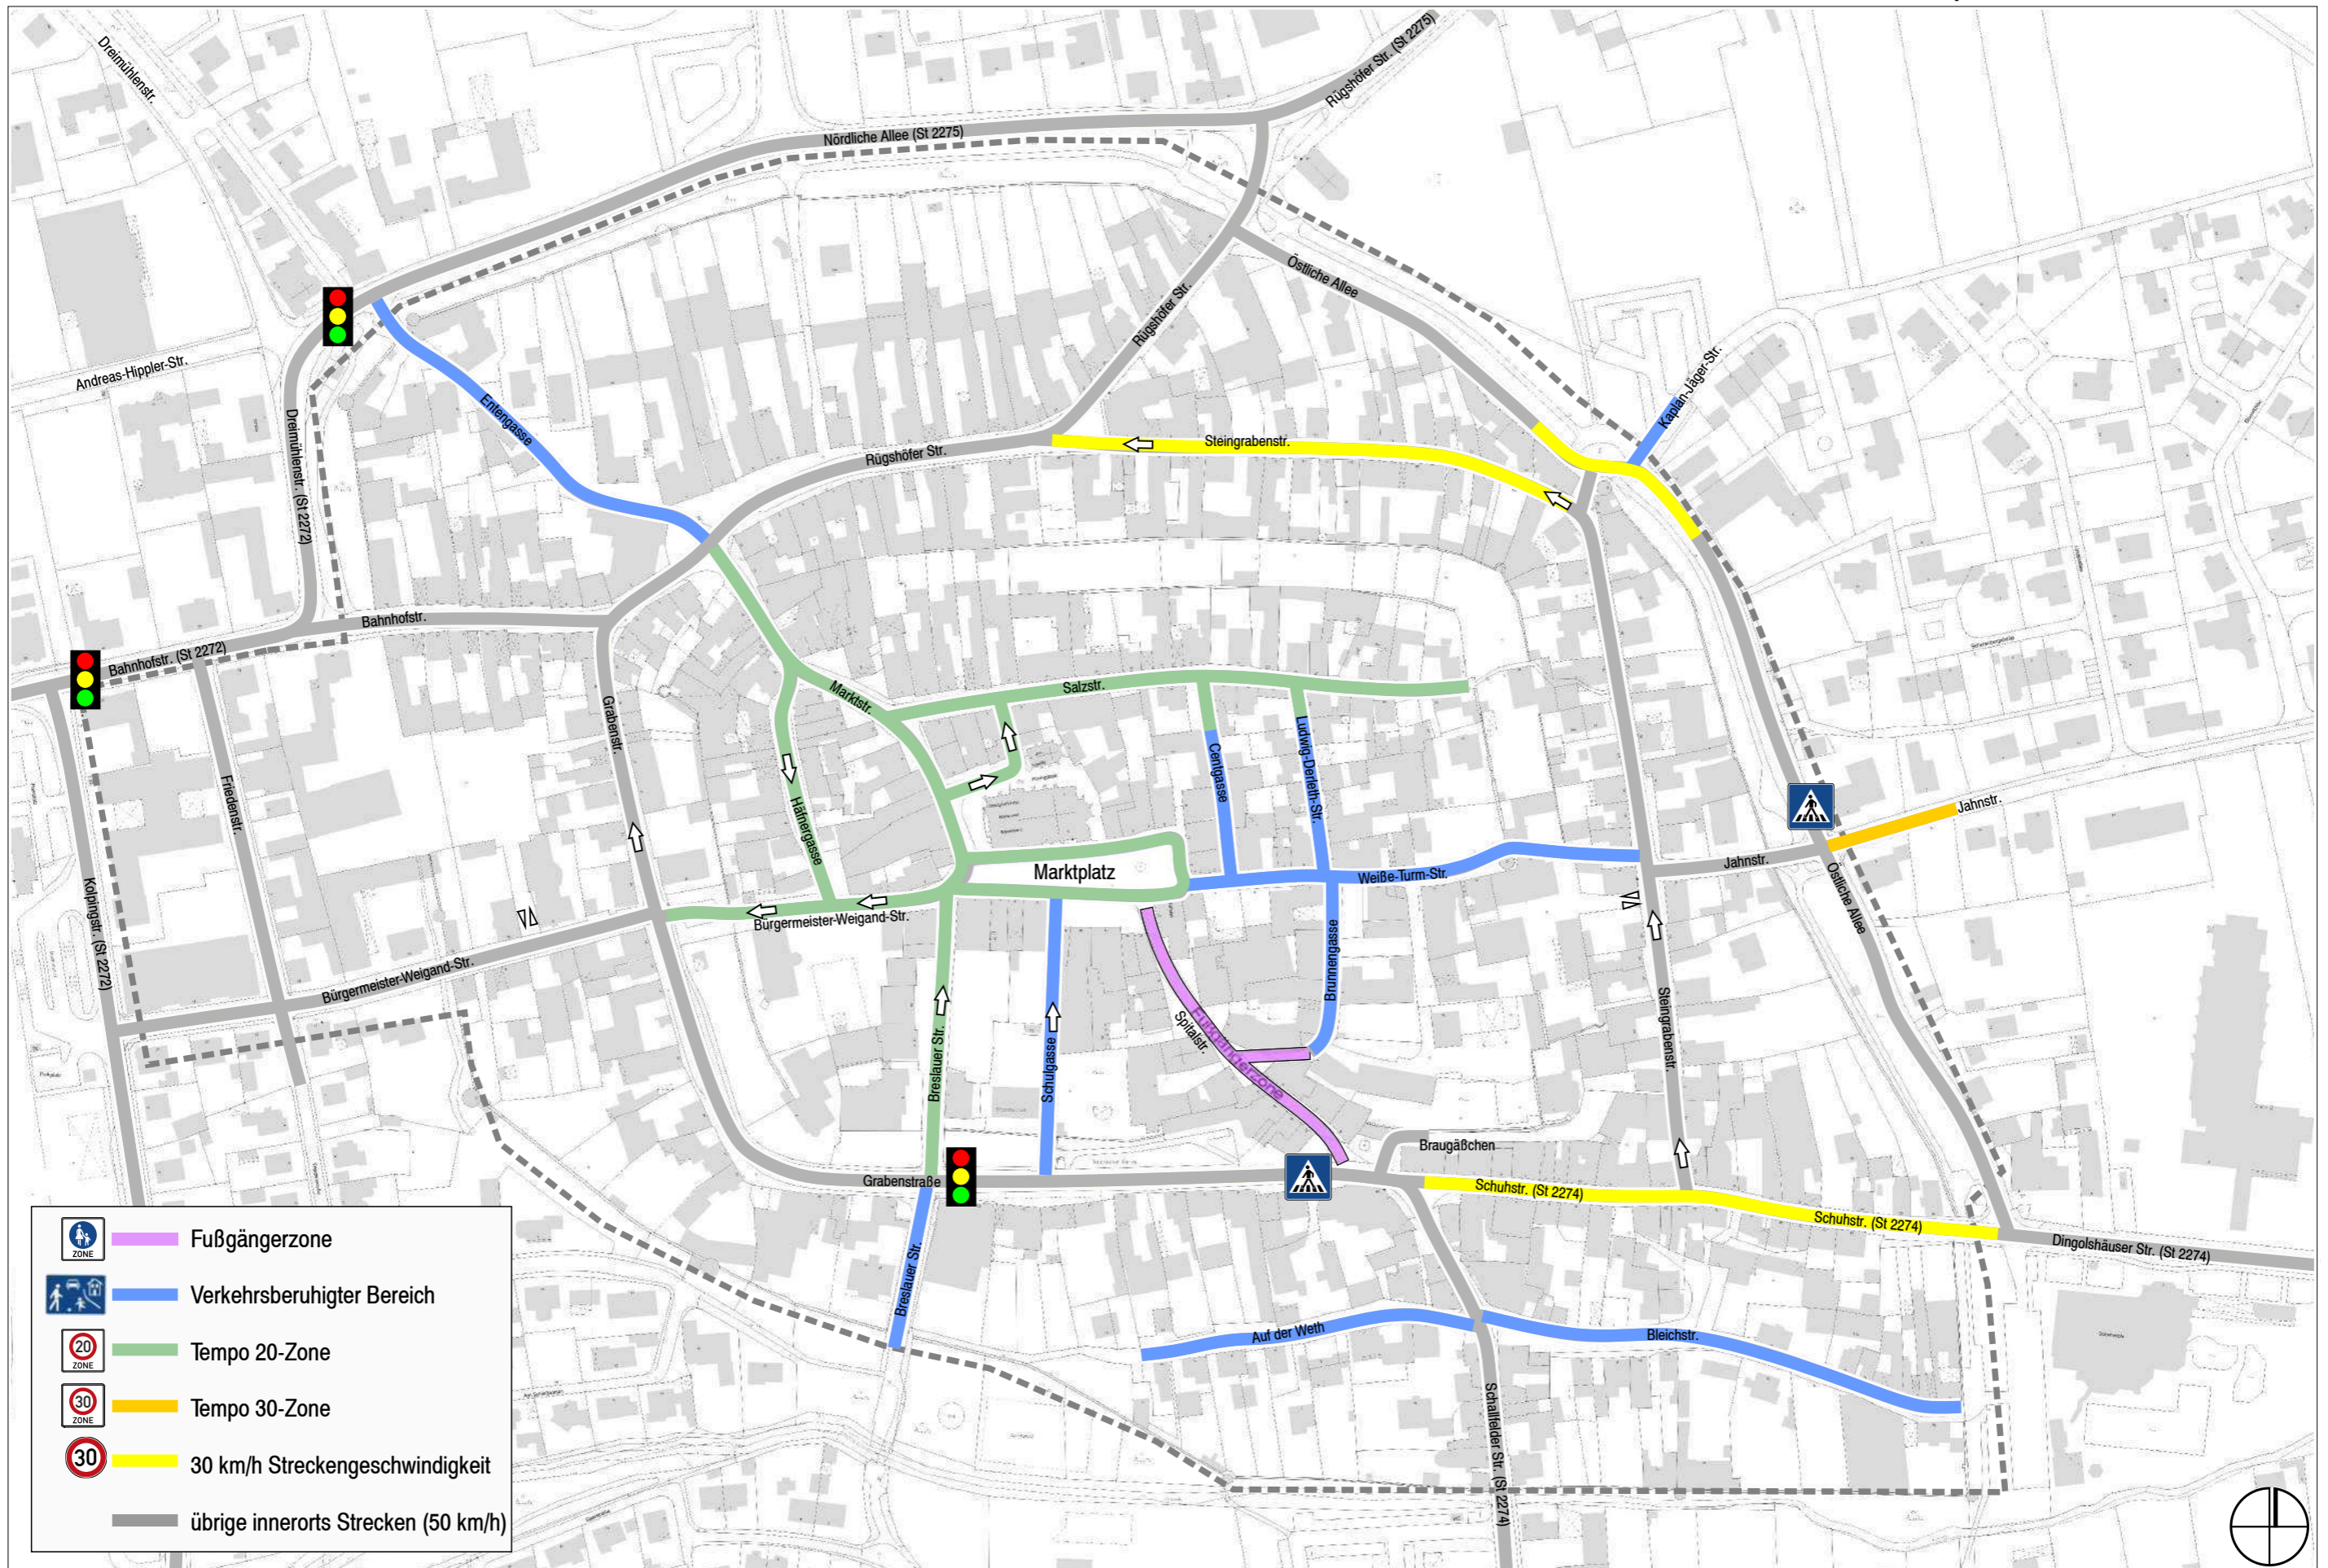 Dreimühlenstr.
Rügshöfer Str. (St 2275)
Nördliche Allee (St 2275)
Östliche Allee
Rügshöfer Str.
Andreas-Hippler-Str.
Kaplan-Jäger-Str.
Entengasse
Dreimühlenstr. (St 2272)
Rügshöfer Str.
Steingrabenstr.
Bahnhofstr.
Bahnhofstr. (St 2272)
Marktstr.
Salzstr.
Grabenstr.
Friedenstr.
Häfnergasse
Centgasse
Ludwig-Derleth-Str.
Jahnstr.
Jahnstr.
Marktplatz
Weiße-Turm-Str.
Östliche Allee
Kolpingstr. (St 2272)
Bürgermeister-Weigand-Str.
Bürgermeister-Weigand-Str.
Brunnengasse
Breslauer Str.
Schulgasse
Spitalstr.
Fußgängerzone
Steingrabenstr.
Braugäßchen
Grabenstraße
Schuhstr. (St 2274)
Schuhstr. (St 2274)
Dingolshäuser Str. (St 2274)
Breslauer Str.
Auf der Weth
Bleichstr.
Schallfelder Str. (St 2274)
ZONE
Fußgängerzone
Verkehrsberuhigter Bereich
20
ZONE
Tempo 20-Zone
30
ZONE
Tempo 30-Zone
30
30 km/h Streckengeschwindigkeit
übrige innerorts Strecken (50 km/h)